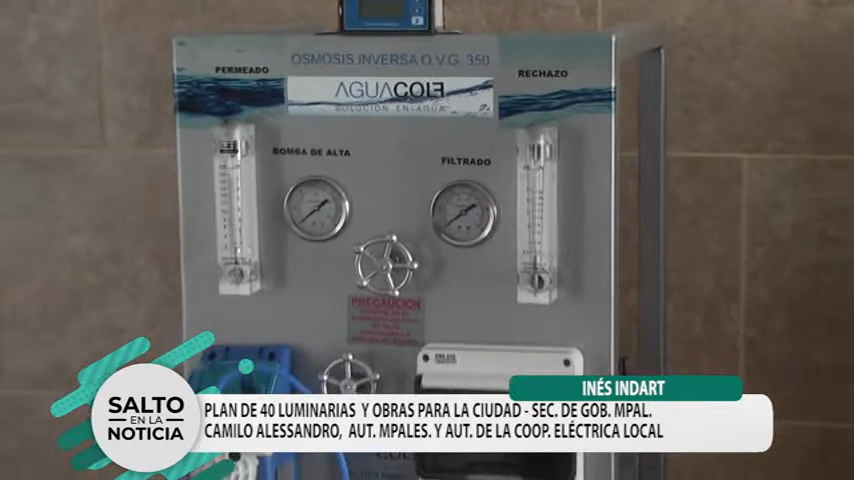 OSMOSIS INVERSA O.V.G. 350
PERMEADO
RECHAZO
AGUACOLE
SOLUCIÓN EN AGUA
BOMBA DE ALTA
FILTRADO
PRECAUCION
INÉS INDART
PLAN DE 40 LUMINARIAS Y OBRAS PARA LA CIUDAD - SEC. DE GOB. MPAL.
CAMILO ALESSANDRO, AUT. MPALES. Y AUT. DE LA COOP. ELÉCTRICA LOCAL
SALTO
EN LA
NOTICIA